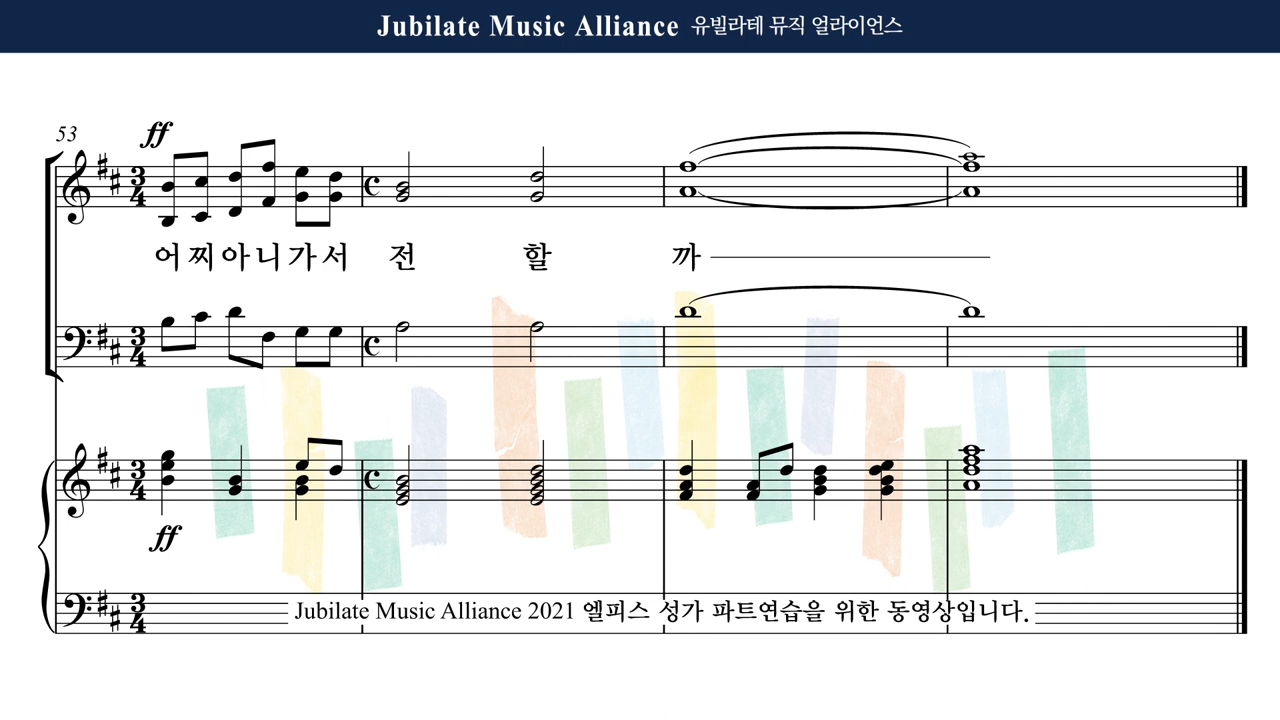 Jubilate Music Alliance 유빌라테 뮤직 얼라이언스
53
ff
어 찌 아 니 가 서 전 할 까
ff
Jubilate Music Alliance 2021 엘피스 성가 파트연습을 위한 동영상입니다.